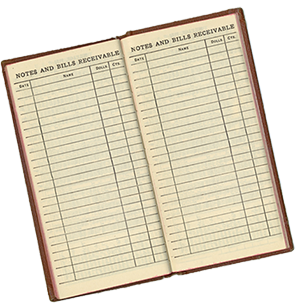 NOTES AND BILLS RECEIVABLE
DATE NAME DOLLS CTS.
NOTES AND BILLS RECEIVABLE
DATE NAME DOLLS. CTS.